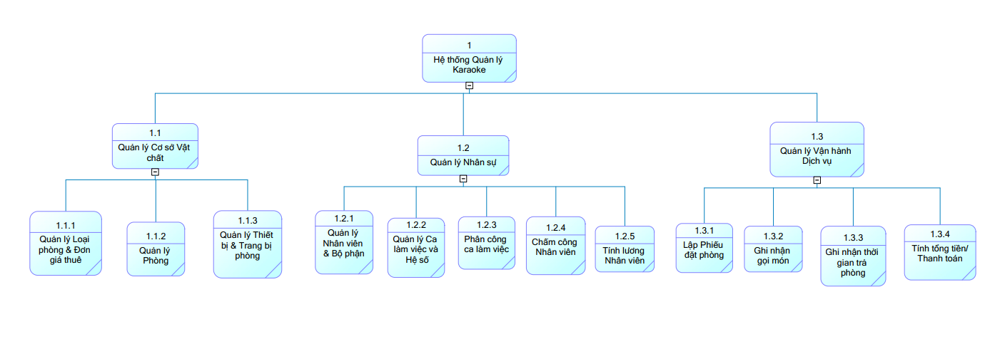 1
Hệ thống Quản lý
Karaoke
1.1
Quản lý Cơ sở Vật
chất
1.2
Quản lý Nhân sự
1.3
Quản lý Vận hành
Dịch vụ
1.1.1
Quản lý Loại
phòng & Đơn
giá thuê
1.1.2
Quản lý
Phòng
1.1.3
Quản lý Thiết
bị & Trang bị
phòng
1.2.1
Quản lý
Nhân viên
& Bộ phận
1.2.2
Quản lý Ca
làm việc và
Hệ số
1.2.3
Phân công
ca làm việc
1.2.4
Chấm công
Nhân viên
1.2.5
Tính lương
Nhân viên
1.3.1
Lập Phiếu
đặt phòng
1.3.2
Ghi nhận
gọi món
1.3.3
Ghi nhận thời
gian trả
phòng
1.3.4
Tính tổng tiền/
Thanh toán